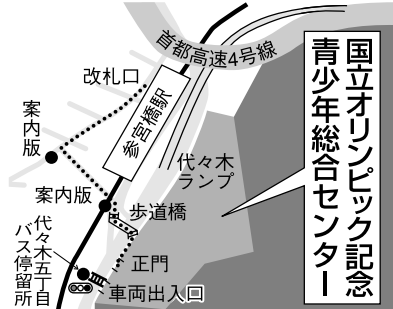 首都高速4号線
改札口
参宮橋駅
国立オリンピック記念
青少年総合センター
案内版
代々木
ランプ
案内版
歩道橋
代々木五丁目
バス停留所
正門
車両出入口